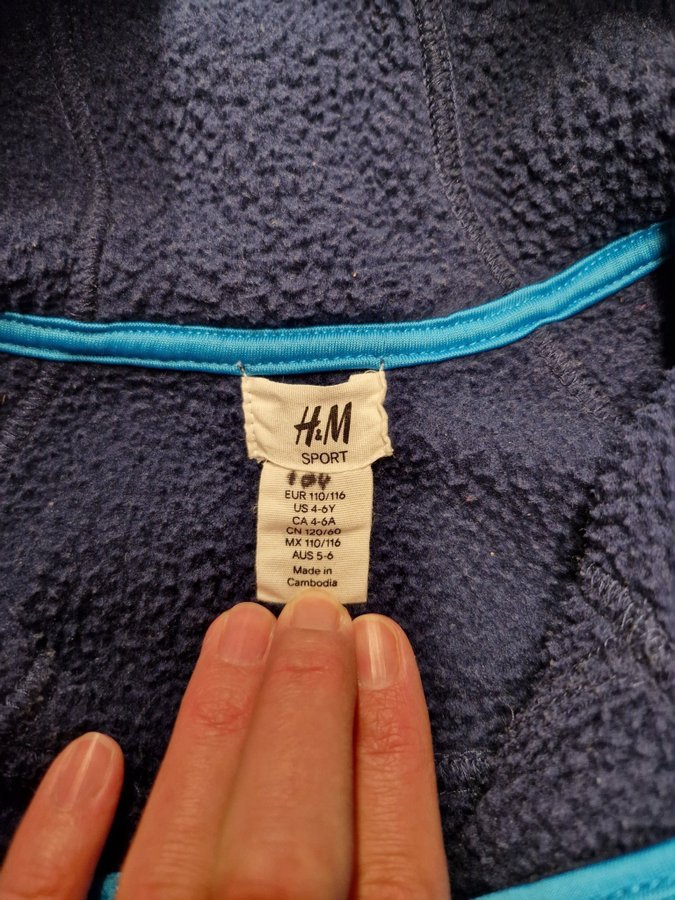 H&M
SPORT
104
EUR 110/116
US 4-6Y
CA 4-6A
CN 120/60
MX 110/116
AUS 5-6
Made in
Cambodia